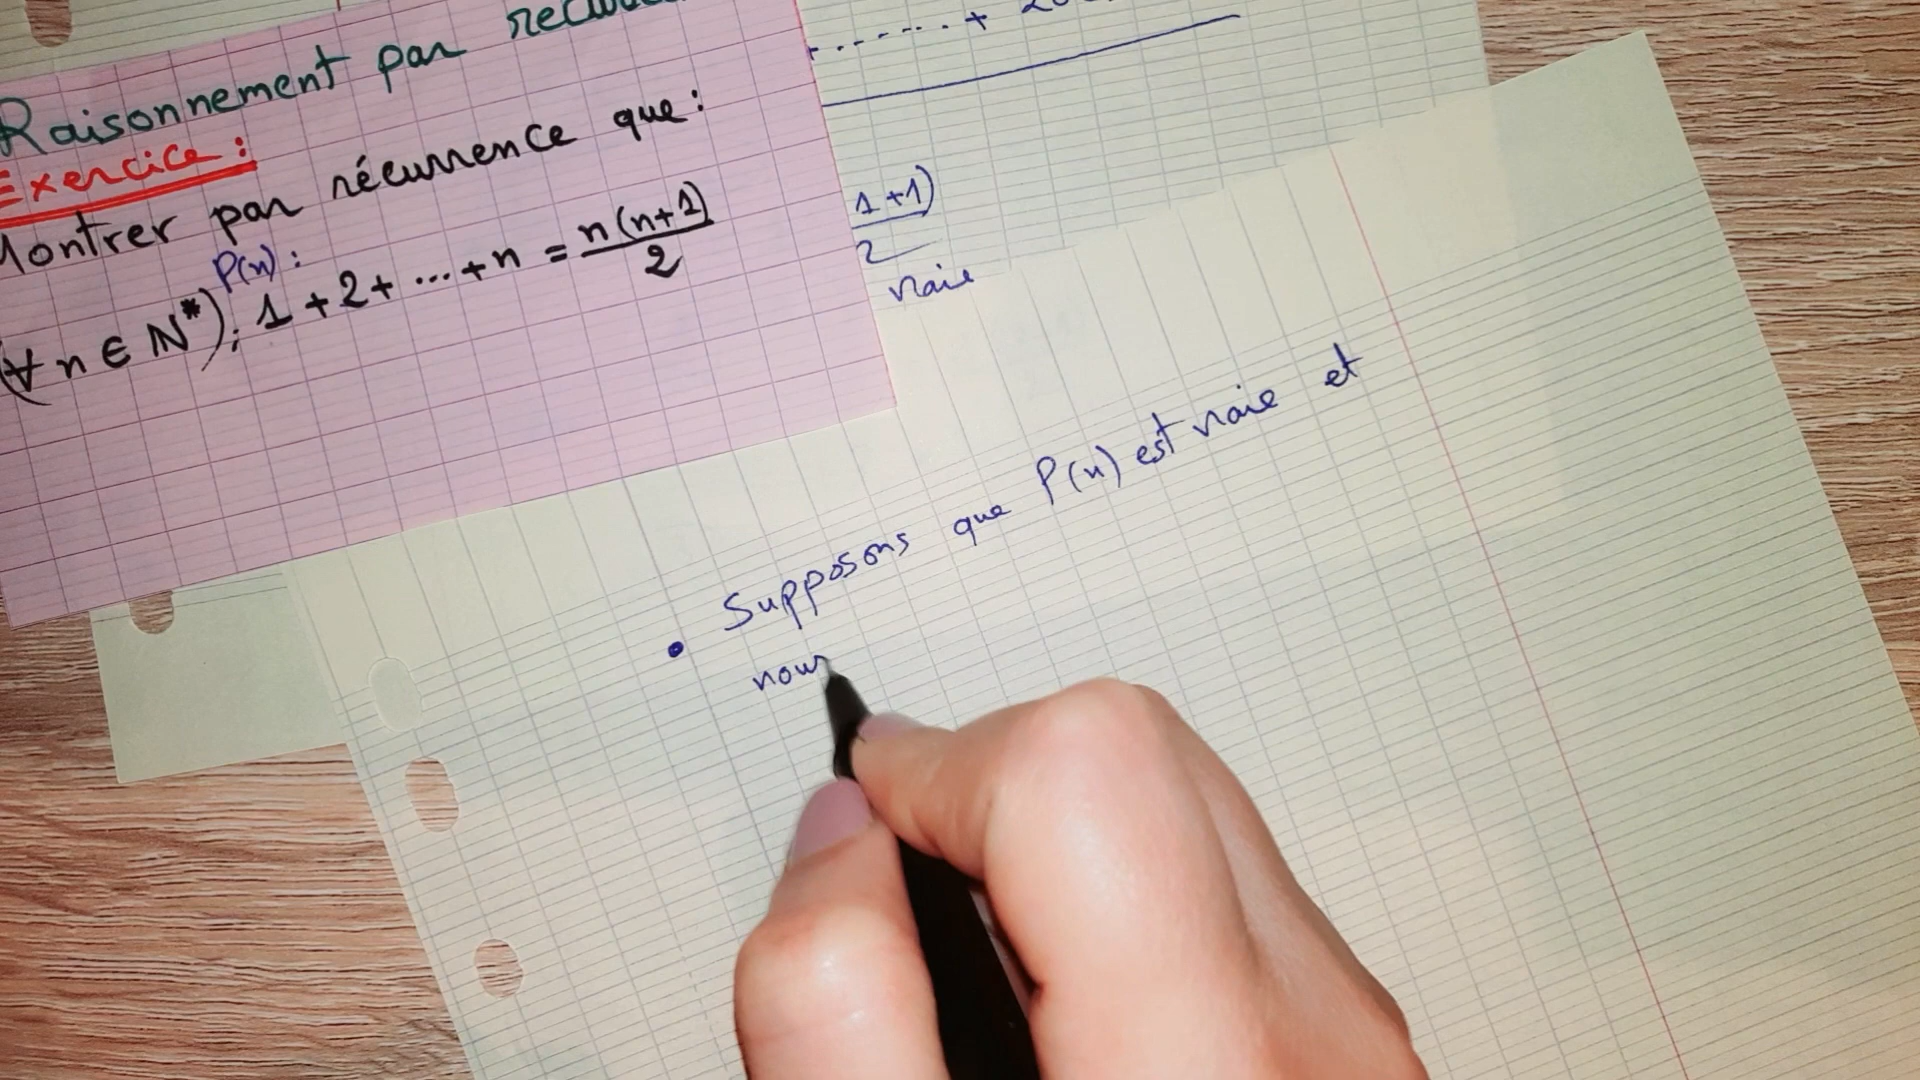 Raisonnement par
Exercice :
Montrer par récurrence que :
P(n) :
(∀ n ∈ ℕ*) ; 1 + 2 + ... + n = n(n+1)/2
+ ...... +
1 + 1)
2
vraie
• Supposons que P(n) est vraie et
nous